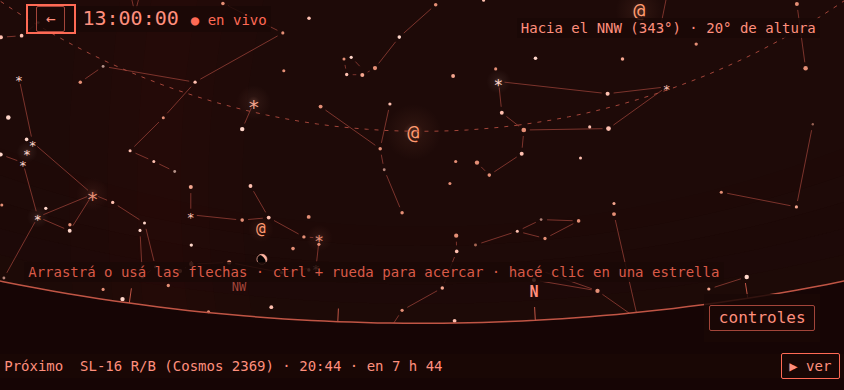 ← 13:00:00 ● en vivo
Hacia el NNW (343°) · 20° de altura
Arrastrá o usá las flechas · ctrl + rueda para acercar · hacé clic en una estrella
NW
N
controles
Próximo SL-16 R/B (Cosmos 2369) · 20:44 · en 7 h 44
▶ ver